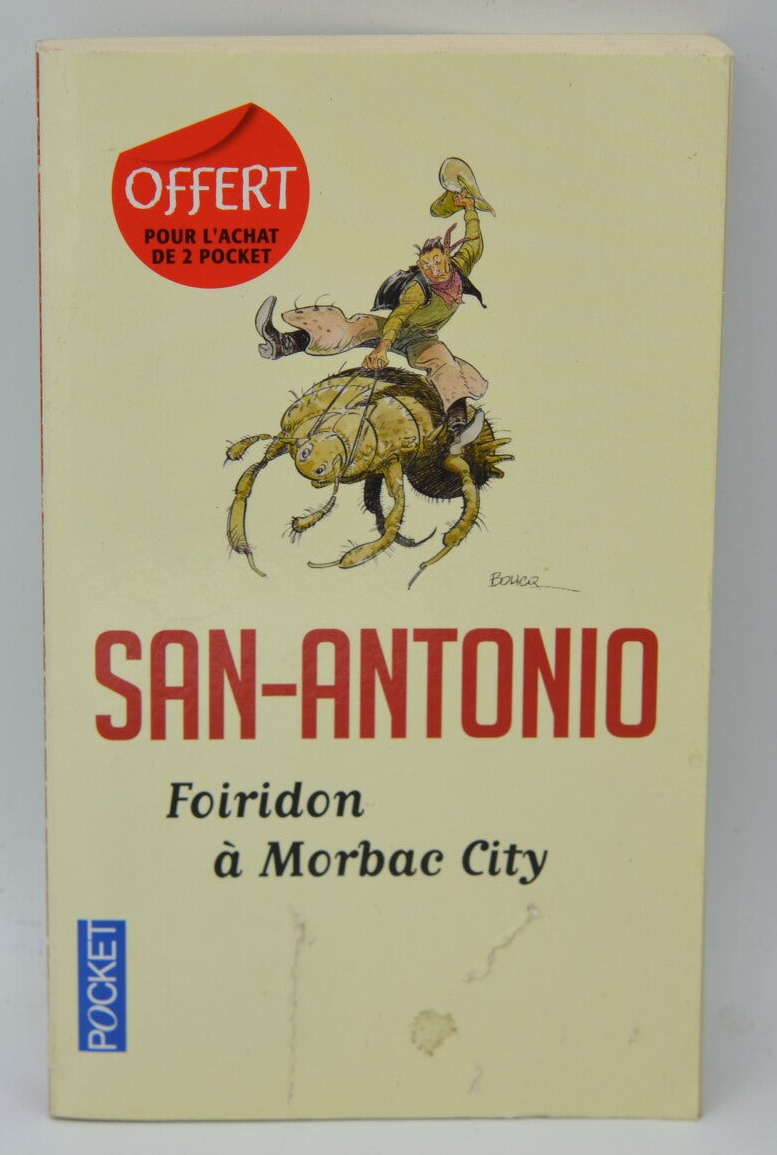 OFFERT
POUR L'ACHAT
DE 2 POCKET
BOUCQ
SAN-ANTONIO
Foiridon
à Morbac City
POCKET